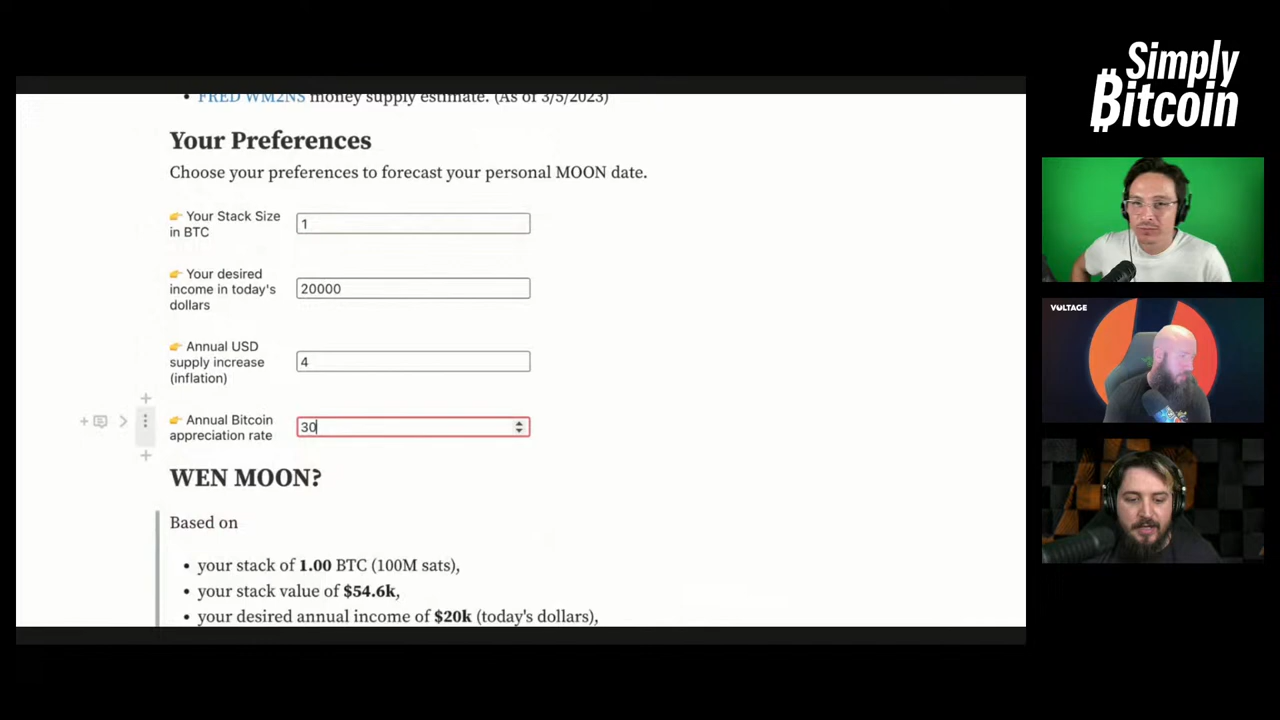 FRED WM2NS money supply estimate. (As of 3/5/2023)
Your Preferences
Choose your preferences to forecast your personal MOON date.
👉 Your Stack Size
in BTC
1
👉 Your desired
income in today's
dollars
20000
👉 Annual USD
supply increase
(inflation)
4
👉 Annual Bitcoin
appreciation rate
30
WEN MOON?
Based on
• your stack of 1.00 BTC (100M sats),
• your stack value of $54.6k,
• your desired annual income of $20k (today's dollars),
Simply
Bitcoin
VOLTAGE